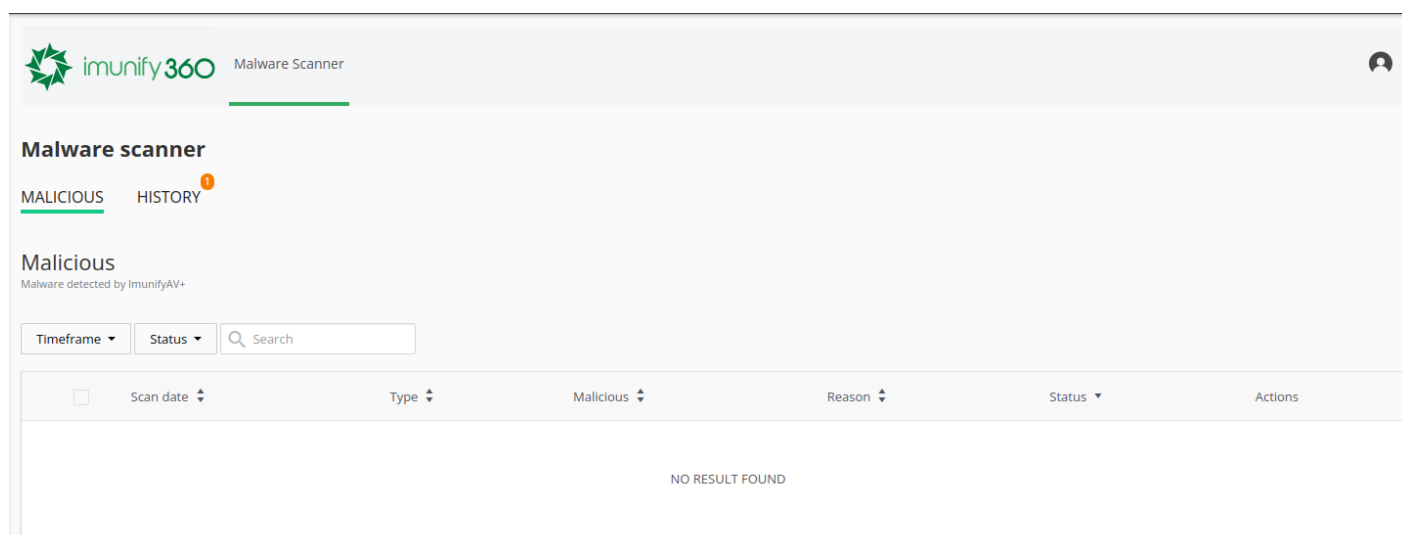 imunify360 Malware Scanner
Malware scanner
MALICIOUS HISTORY 1
Malicious
Malware detected by ImunifyAV+
Timeframe Status Search
Scan date Type Malicious Reason Status Actions
NO RESULT FOUND